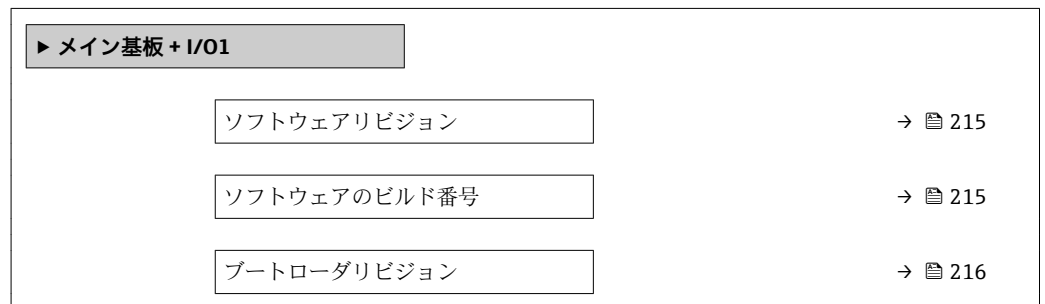 ▶ メイン基板 + I/O1
ソフトウェアリビジョン → 215
ソフトウェアのビルド番号 → 215
ブートローダリビジョン → 216